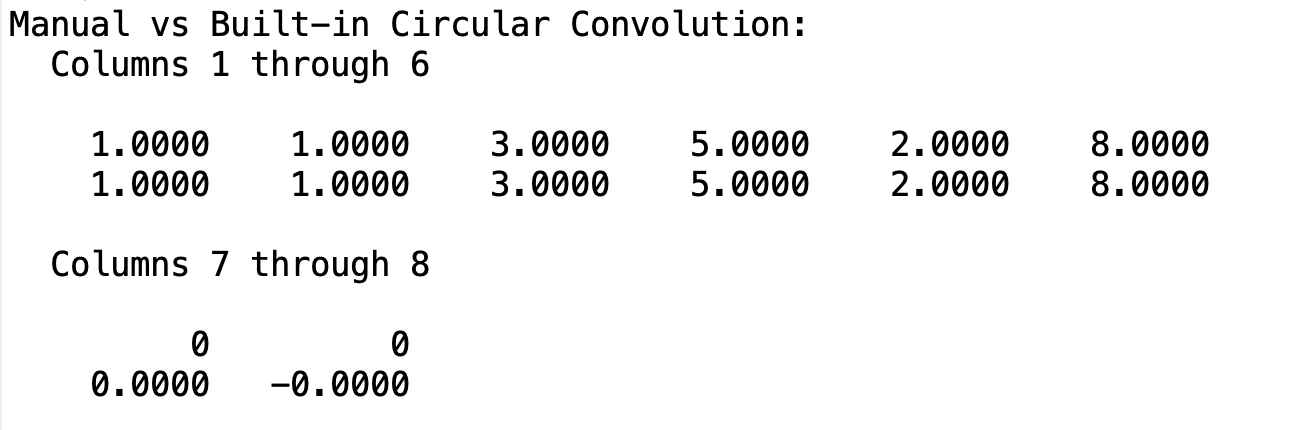 Manual vs Built-in Circular Convolution:
Columns 1 through 6
1.0000 1.0000 3.0000 5.0000 2.0000 8.0000
1.0000 1.0000 3.0000 5.0000 2.0000 8.0000
Columns 7 through 8
0 0
0.0000 -0.0000